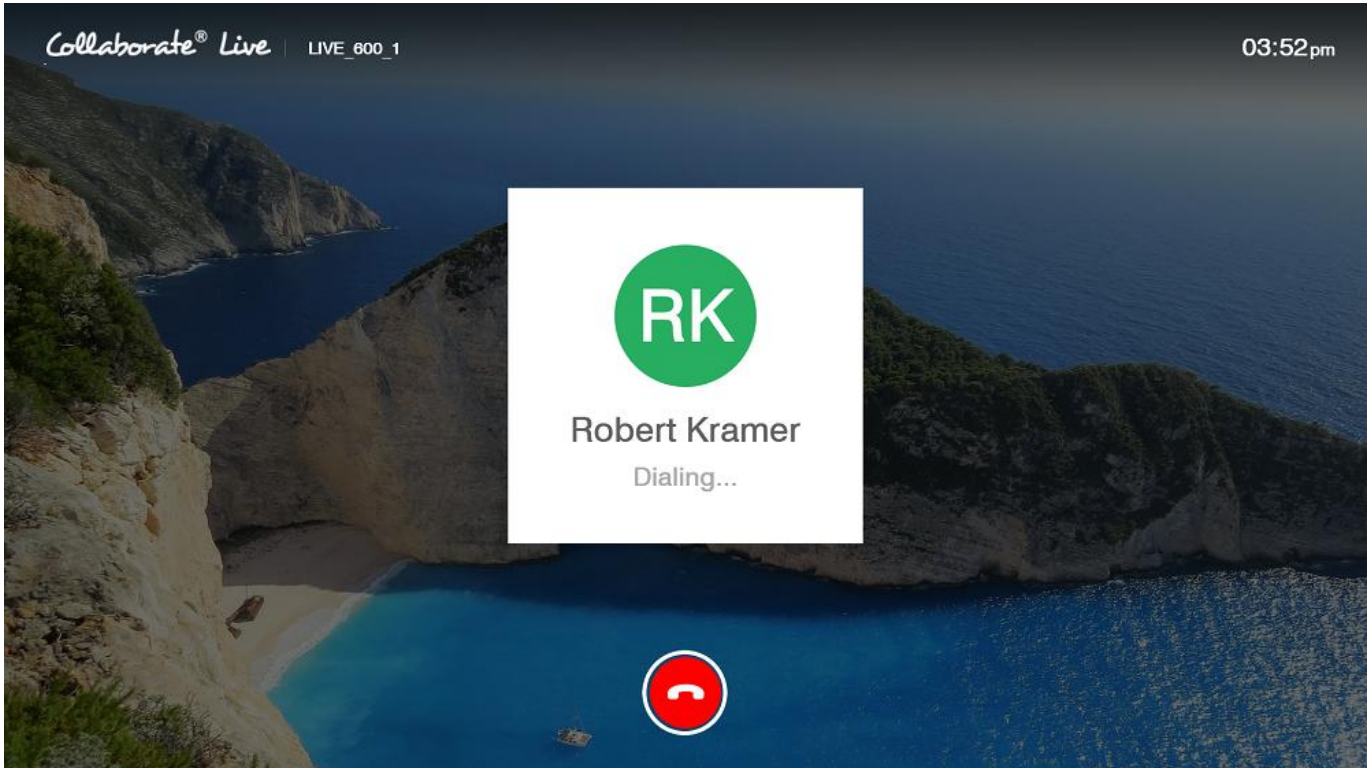 Collaborate® Live | LIVE_600_1
03:52pm
RK
Robert Kramer
Dialing...